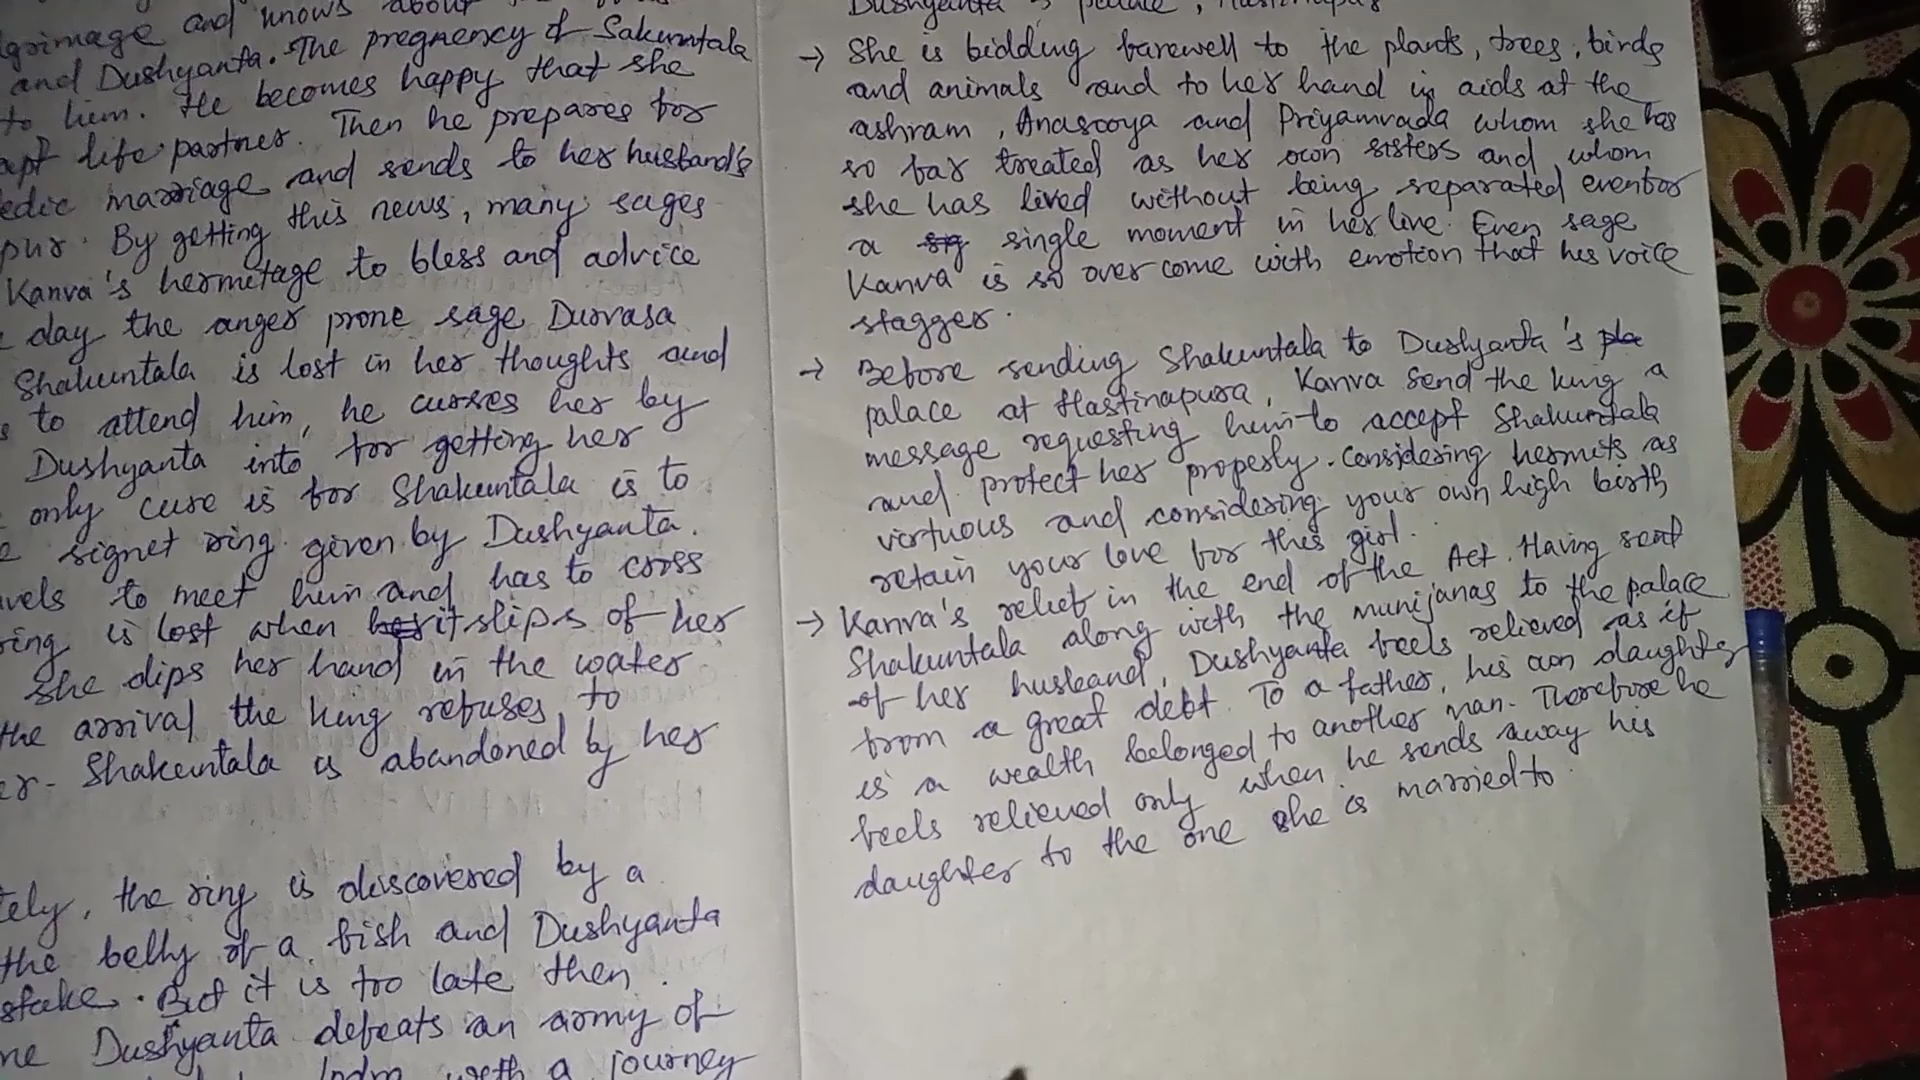 and knows about
and Dushyanta. The pregnency of Sakuntala
to him. He becomes happy that she
apt life partner. Then he prepares for
marriage and sends to her husband's
By getting this news, many sages
Kanva's hermitage to bless and advice
day the anger prone sage Durvasa
Shakuntala is lost in her thoughts and
to attend him, he curses her by
Dushyanta into for getting her
only cure is for Shakuntala is to
signet ring given by Dushyanta.
to meet him and has to cross
ring is lost when it slips of her
she dips her hand in the water
the arrival the king refuses to
Shakuntala is abandoned by her
the ring is discovered by a
the belly of a fish and Dushyanta
But it is too late then.
Dushyanta defeats an army of
with a journey
Dushyanta's palace,
→ She is bidding farewell to the plants, trees, birds
and animals and to her hand in aids at the
ashram, Anasooya and Priyamvada whom she has
so far treated as her own sisters and whom
she has lived without being separated even for
a single moment in her live. Even sage
Kanva is so over come with emotion that his voice
stagger.
→ Before sending Shakuntala to Dushyanta's
palace at Hastinapura, Kanva send the king a
message requesting him to accept Shakuntala
and protect her properly. Considering hermits as
virtuous and considering your own high birth
retain your love for this girl.
→ Kanva's relief in the end of the Act. Having sent
Shakuntala along with the munijanas to the palace
of her husband, Dushyanta feels relieved as if
from a great debt. To a father, his own daughter
is a wealth belonged to another man. Therefore he
feels relieved only when he sends away his
daughter to the one she is married to.